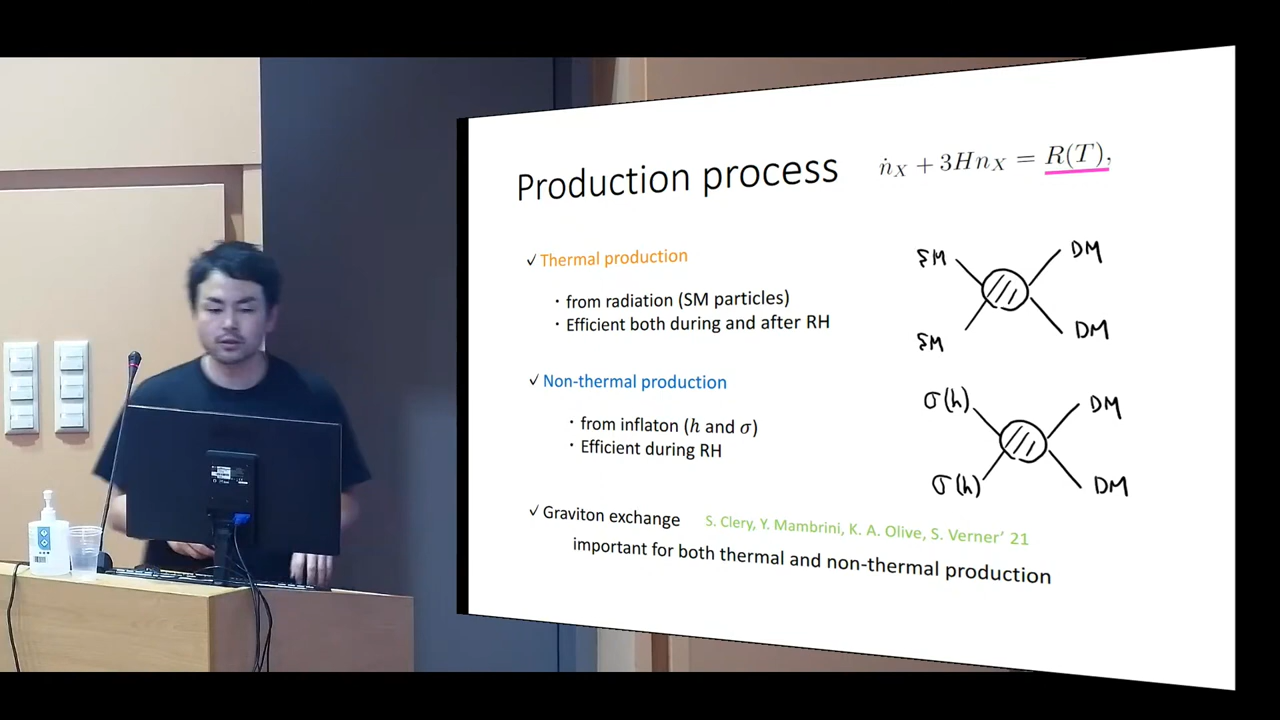 Production process
ṅ_X + 3Hn_X = R(T),
✓ Thermal production
· from radiation (SM particles)
· Efficient both during and after RH
SM DM
SM DM
✓ Non-thermal production
· from inflaton (h and σ)
· Efficient during RH
σ(h) DM
σ(h) DM
✓ Graviton exchange S. Clery, Y. Mambrini, K. A. Olive, S. Verner’ 21
important for both thermal and non-thermal production